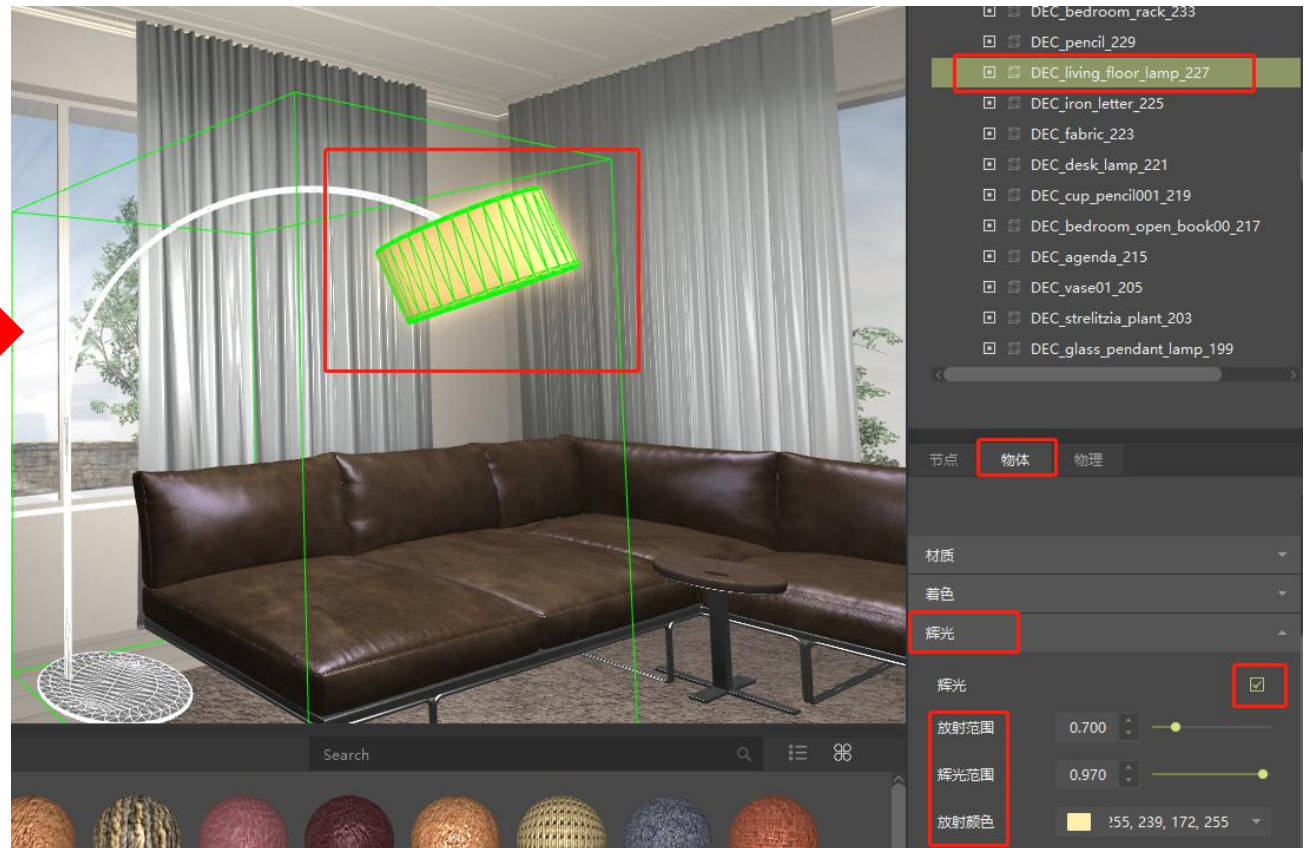 DEC_bedroom_rack_233
DEC_pencil_229
DEC_living_floor_lamp_227
DEC_iron_letter_225
DEC_fabric_223
DEC_desk_lamp_221
DEC_cup_pencil001_219
DEC_bedroom_open_book00_217
DEC_agenda_215
DEC_vase01_205
DEC_strelitzia_plant_203
DEC_glass_pendant_lamp_199
节点 物体 物理
材质
着色
辉光
辉光
放射范围 0.700
Search
辉光范围 0.970
放射颜色 255, 239, 172, 255